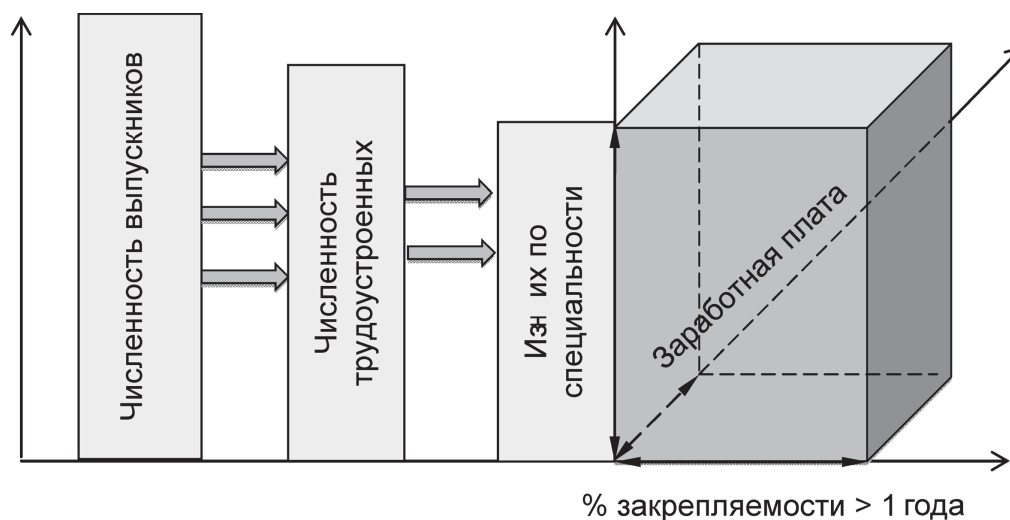 Численность выпускников
Численность
трудоустроенных
Изн их по
специальности
Заработная плата
% закрепляемости > 1 года